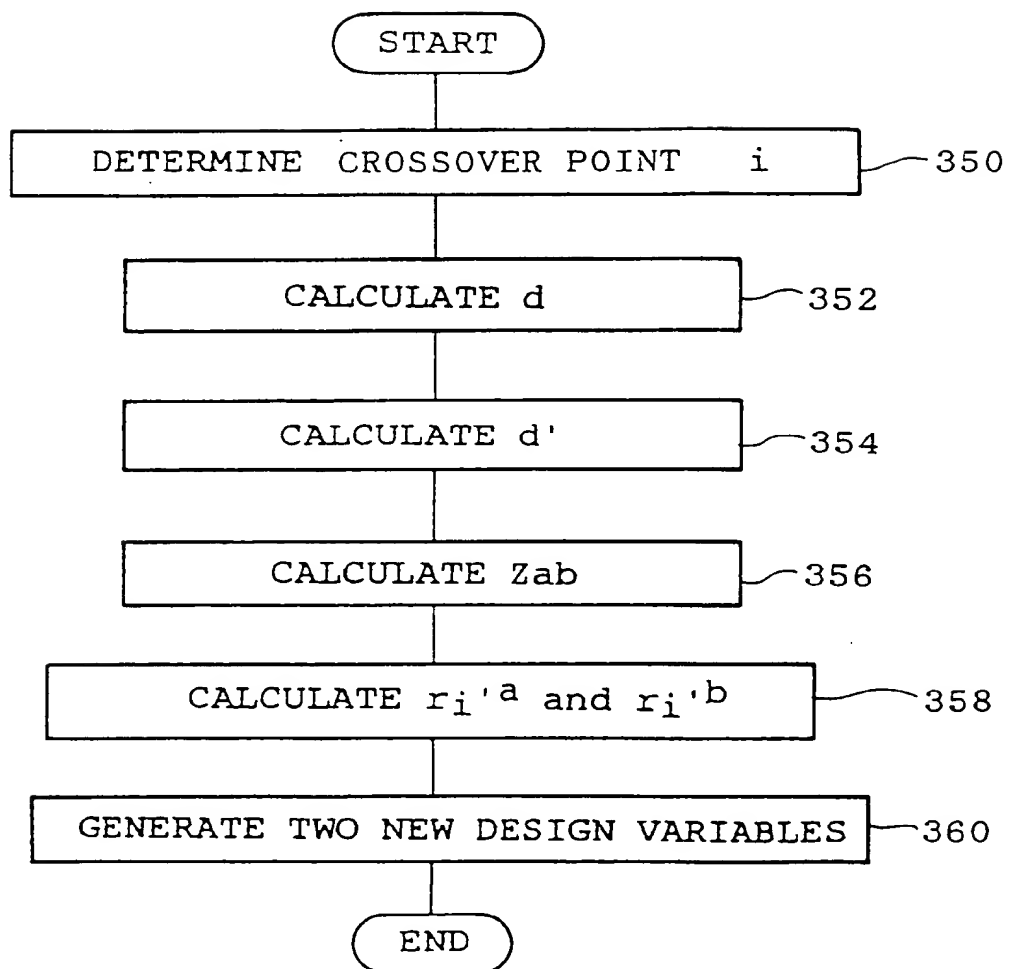 START
DETERMINE CROSSOVER POINT i
350
CALCULATE d
352
CALCULATE d'
354
CALCULATE Zab
356
CALCULATE ri'a and ri'b
358
GENERATE TWO NEW DESIGN VARIABLES
360
END